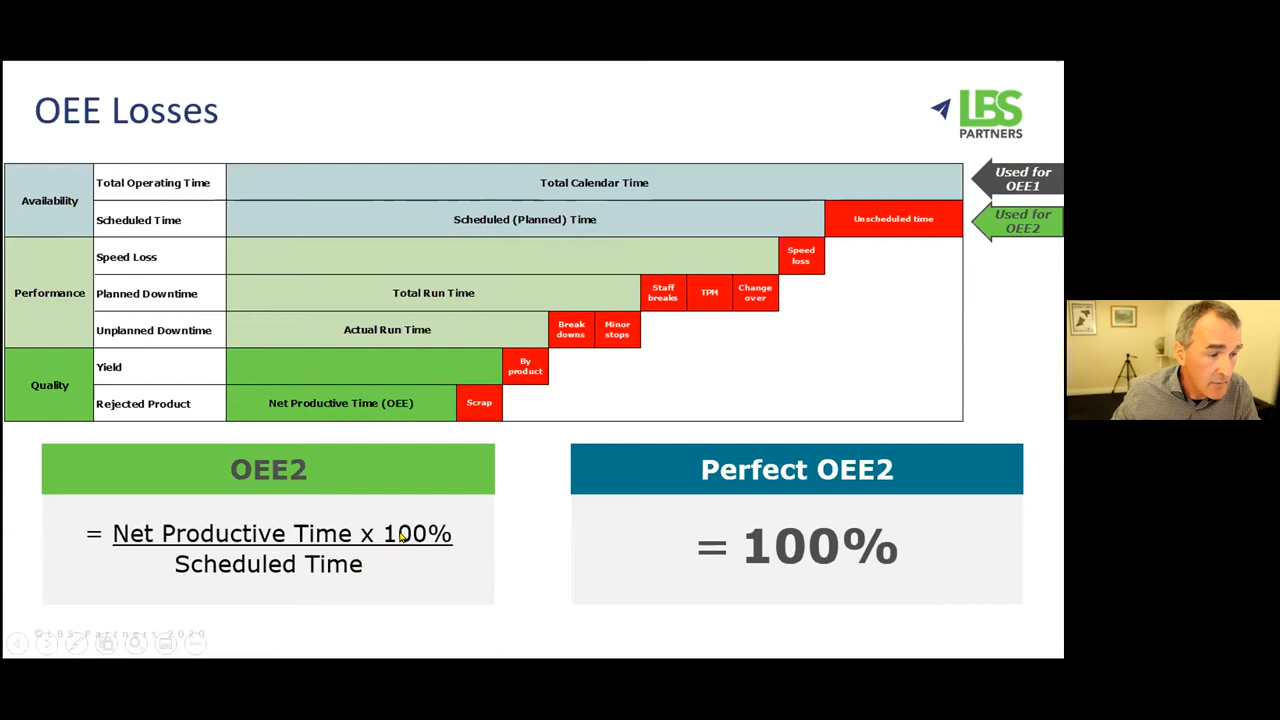 OEE Losses
LBS
PARTNERS
Availability
Total Operating Time
Total Calendar Time
Used for
OEE1
Scheduled Time
Scheduled (Planned) Time
Unscheduled time
Used for
OEE2
Performance
Speed Loss
Speed
loss
Planned Downtime
Total Run Time
Staff
breaks
TPM
Change
over
Unplanned Downtime
Actual Run Time
Break
downs
Minor
stops
Quality
Yield
By
product
Rejected Product
Net Productive Time (OEE)
Scrap
OEE2
= Net Productive Time x 100%
Scheduled Time
Perfect OEE2
= 100%
©LBS Partners 2020